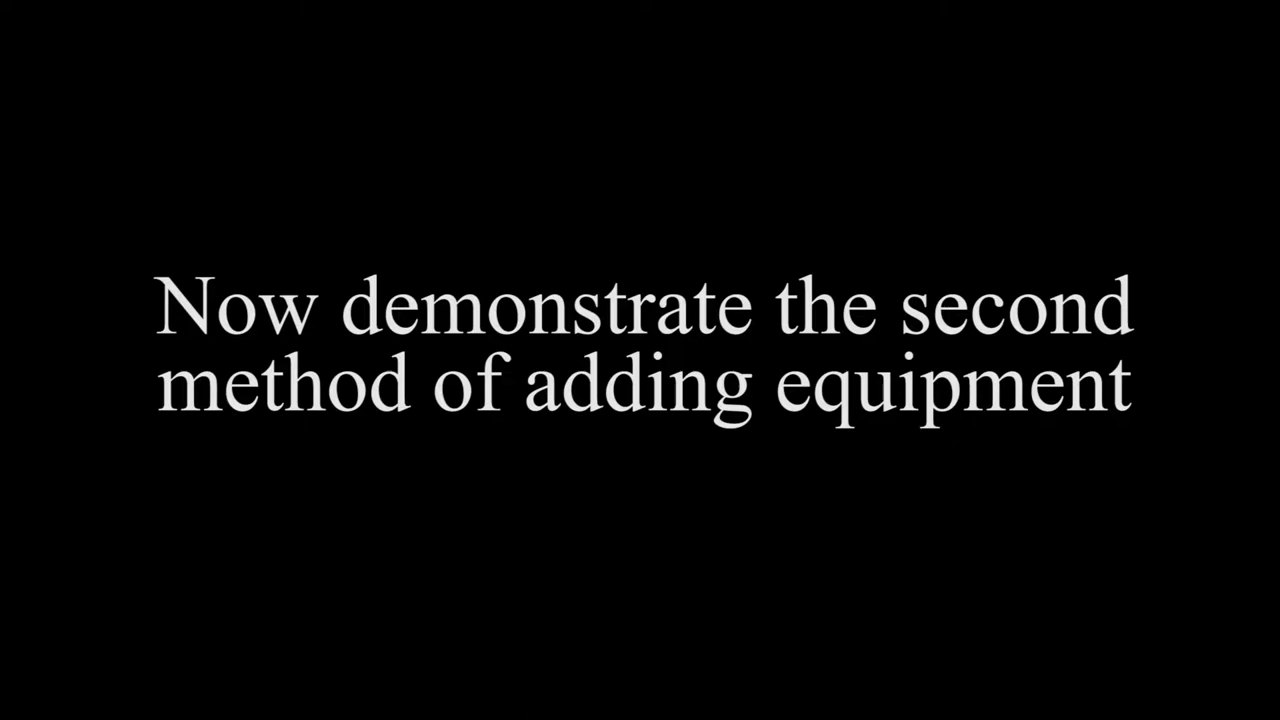 Now demonstrate the second
method of adding equipment